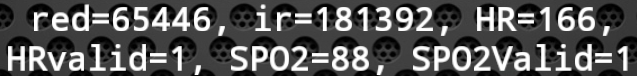 red=65446, ir=181392, HR=166,
HRvalid=1, SPO2=88, SPO2Valid=1